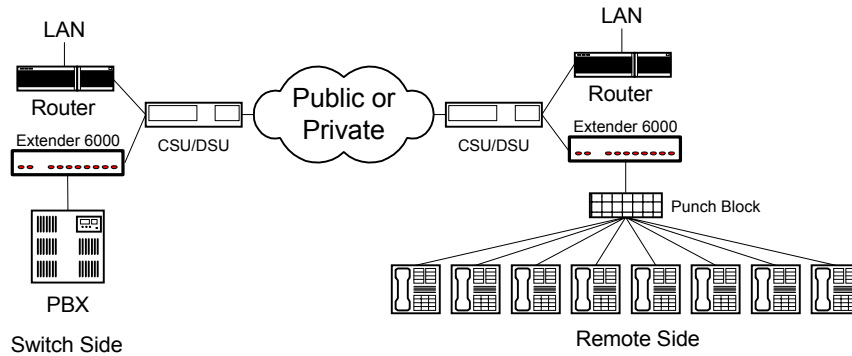 LAN
Router
Extender 6000
CSU/DSU
PBX
Switch Side
Public or
Private
LAN
Router
CSU/DSU
Extender 6000
Punch Block
Remote Side